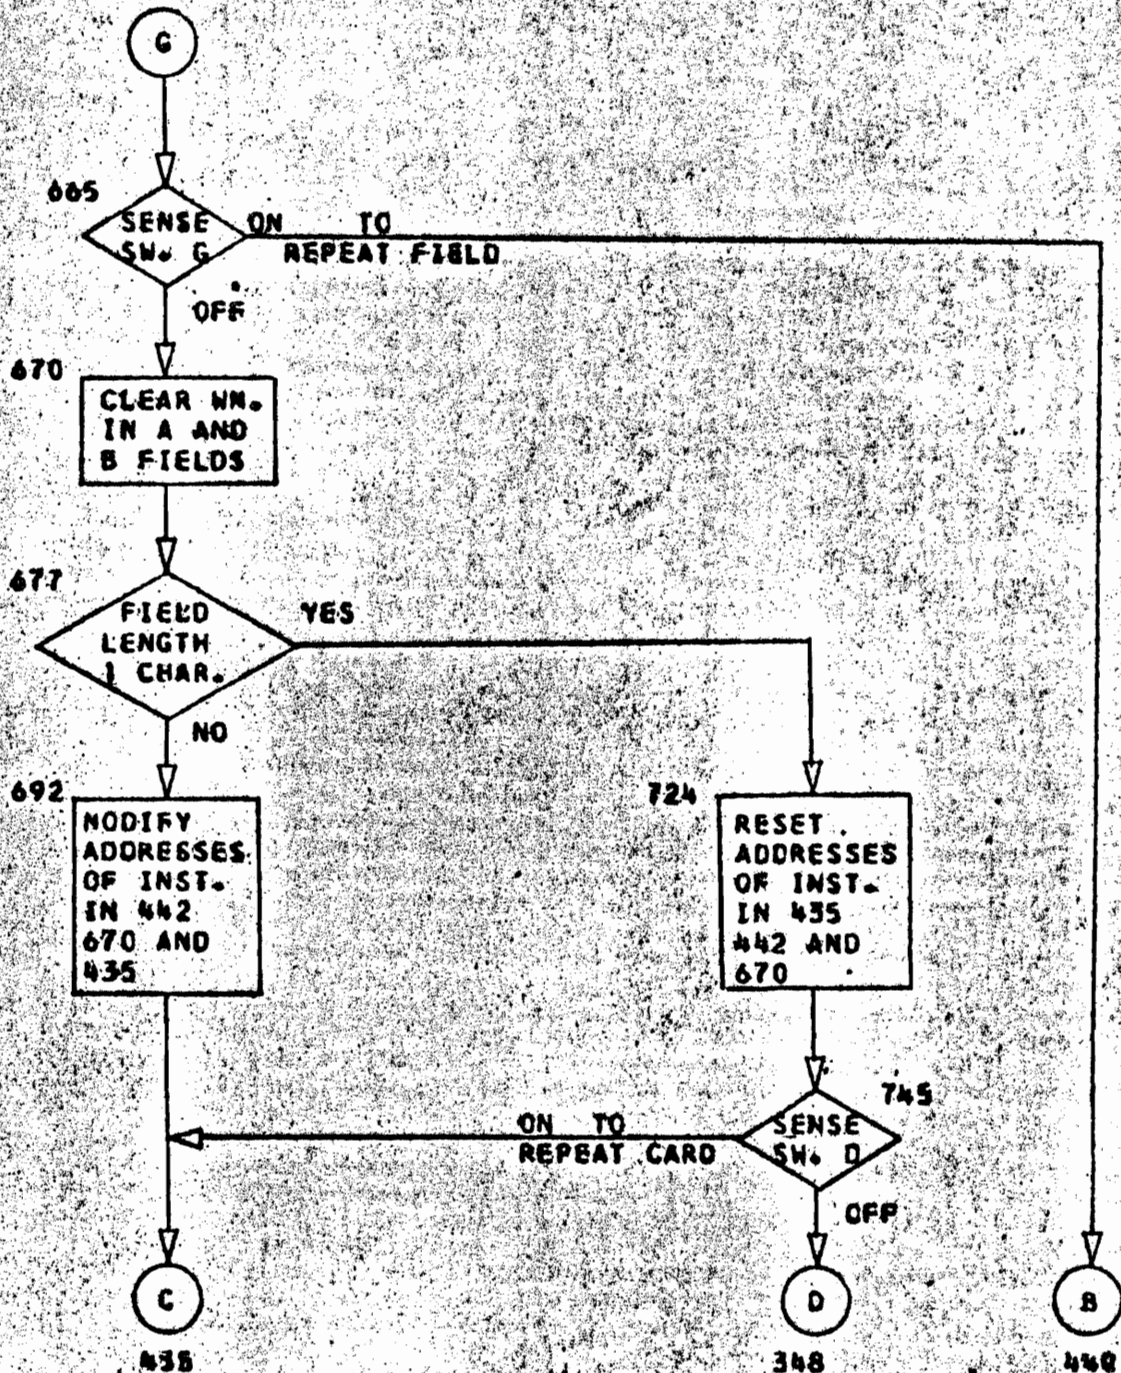 G
665
SENSE
SW. G
ON TO
REPEAT FIELD
OFF
670
CLEAR WM.
IN A AND
B FIELDS
677
FIELD
LENGTH
1 CHAR.
YES
NO
692
MODIFY
ADDRESSES
OF INST.
IN 442
670 AND
435
724
RESET
ADDRESSES
OF INST.
IN 435
442 AND
670
745
SENSE
SW. D
ON TO
REPEAT CARD
OFF
C
435
D
348
B